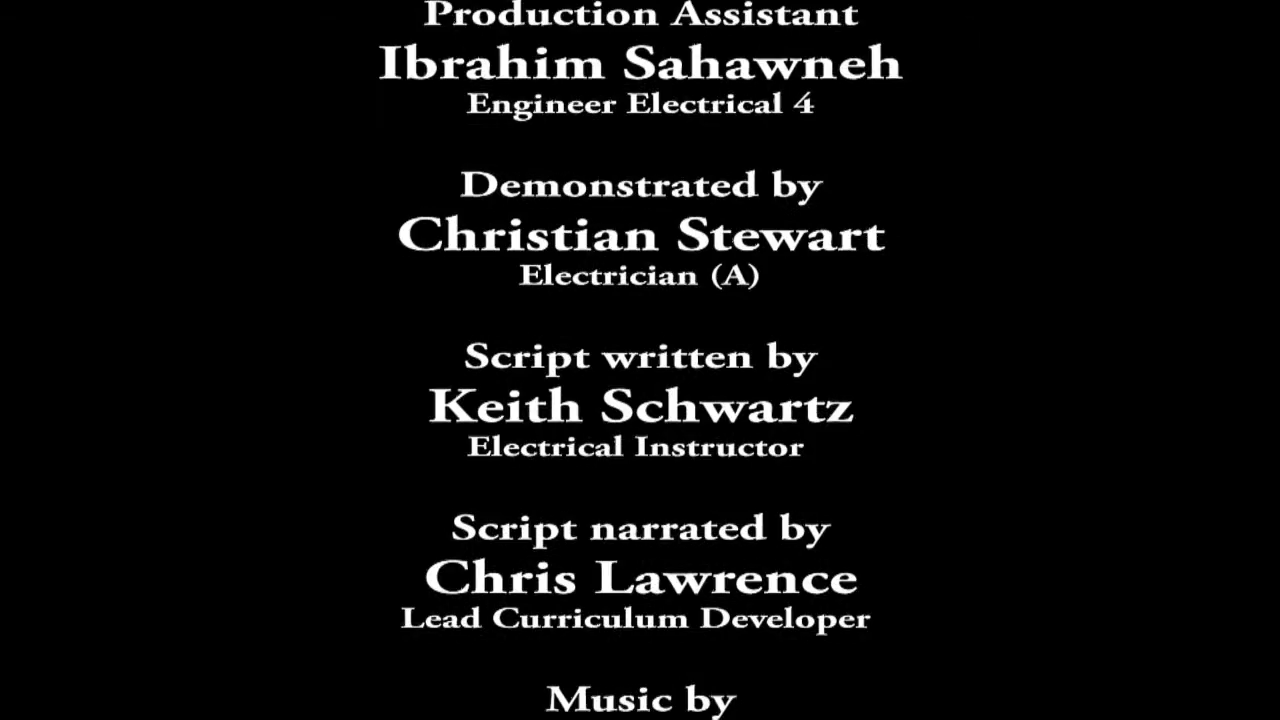 Production Assistant
Ibrahim Sahawneh
Engineer Electrical 4
Demonstrated by
Christian Stewart
Electrician (A)
Script written by
Keith Schwartz
Electrical Instructor
Script narrated by
Chris Lawrence
Lead Curriculum Developer
Music by